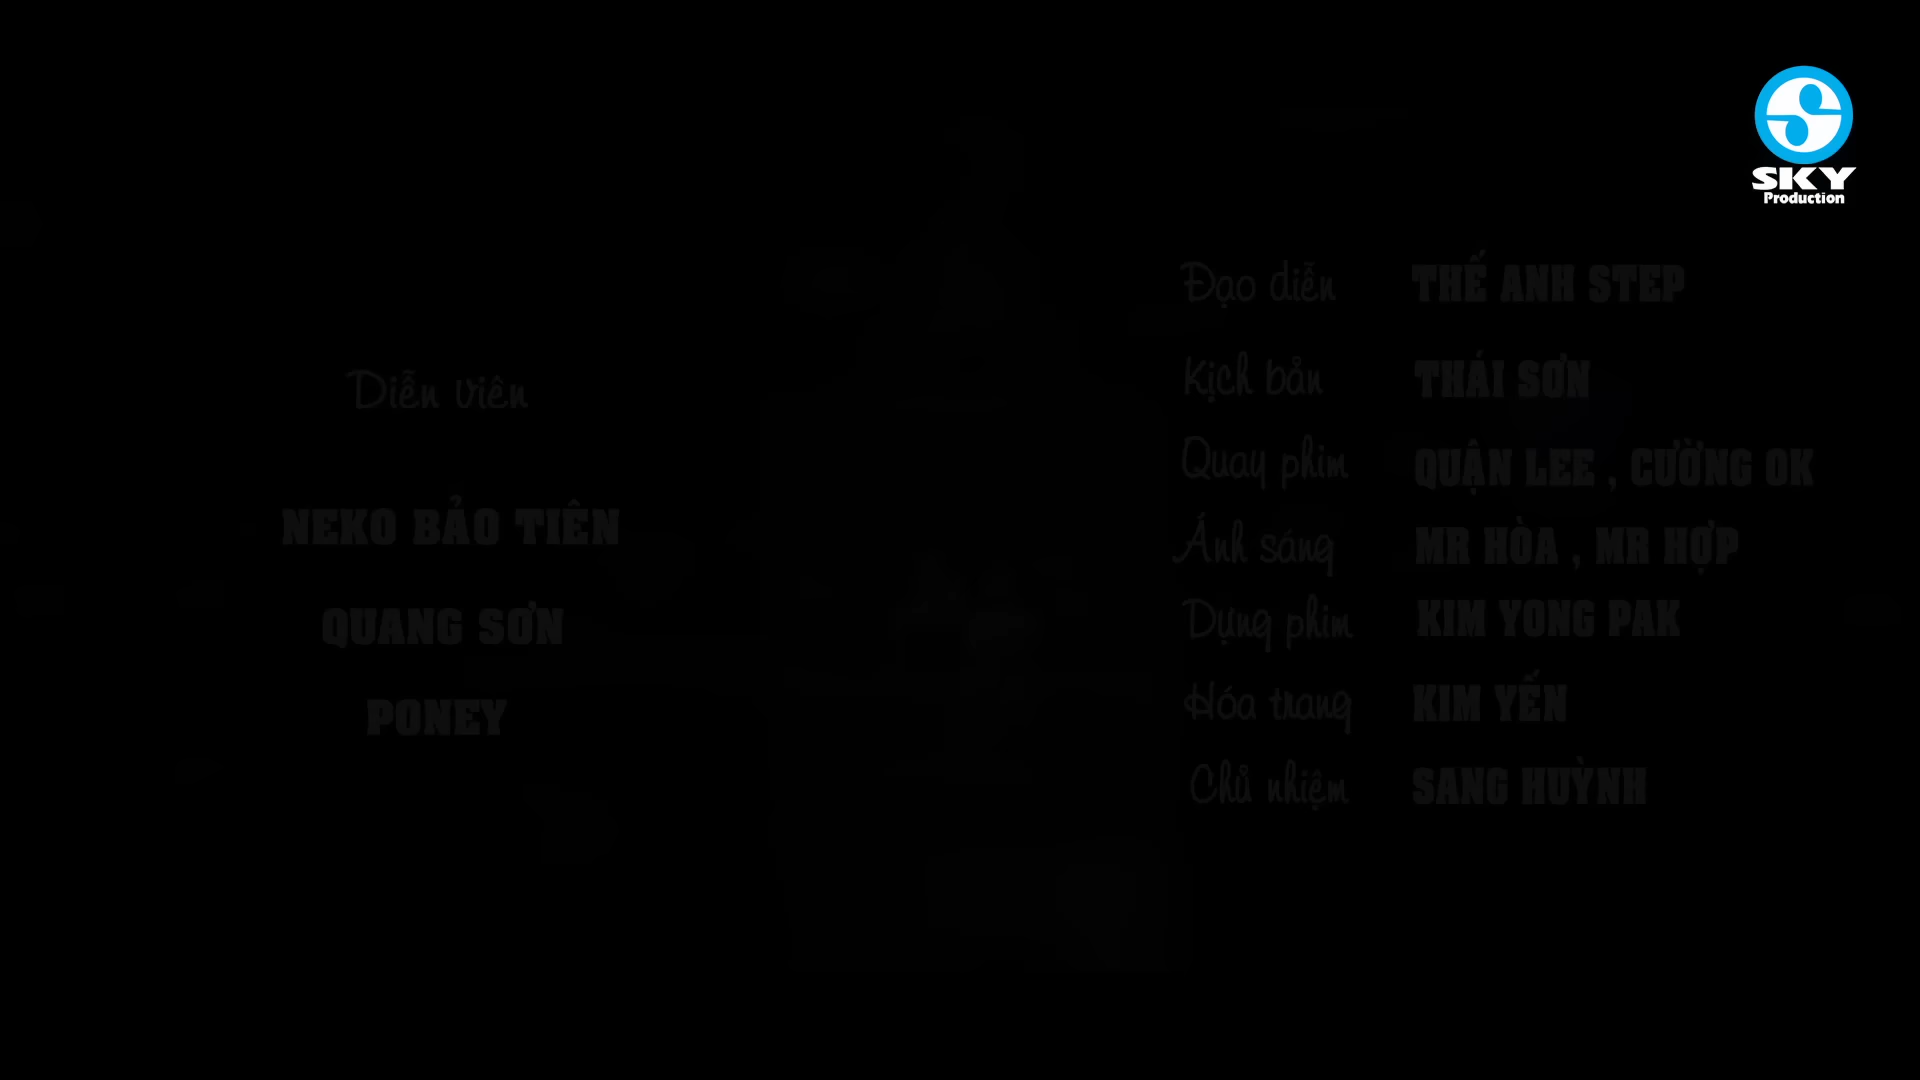 SKY
Production
Diễn viên
NEKO BẢO TIÊN
QUANG SƠN
PONEY
Đạo diễn THẾ ANH STEP
Kịch bản THÁI SƠN
Quay phim QUẬN LEE , CƯỜNG OK
Ánh sáng MR HÒA , MR HỢP
Dựng phim KIM YONG PAK
Hóa trang KIM YẾN
Chủ nhiệm SANG HUỲNH